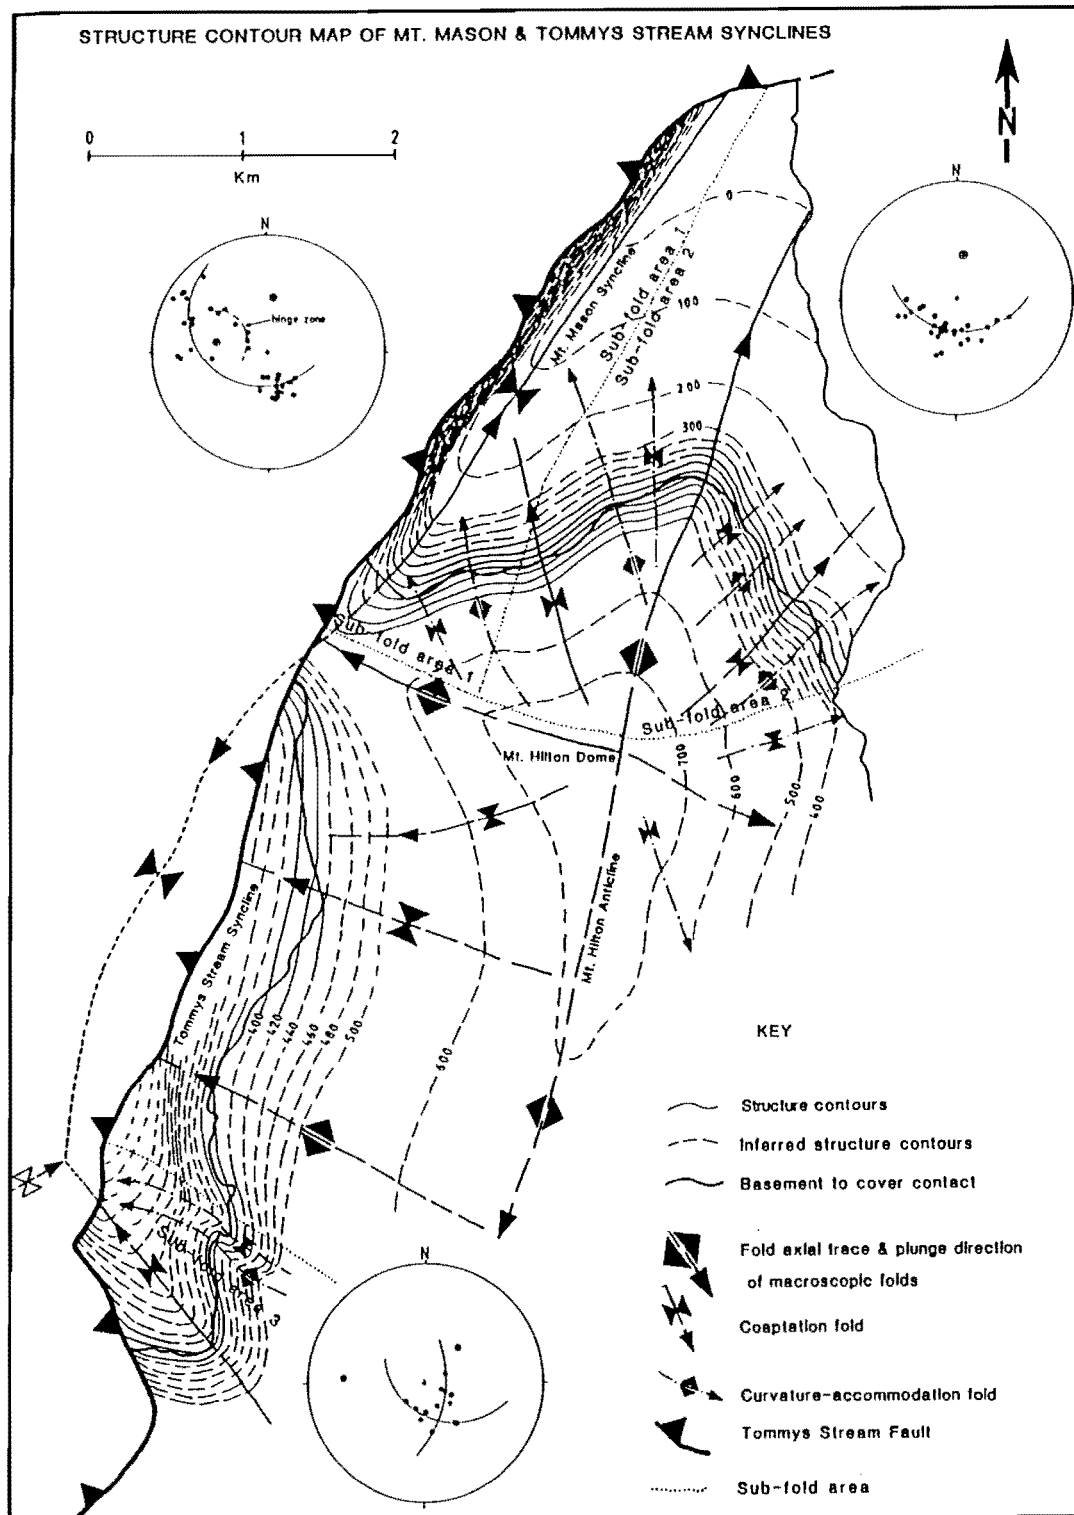 STRUCTURE CONTOUR MAP OF MT. MASON & TOMMYS STREAM SYNCLINES
0 1 2
Km
N
N
N
hinge zone
0
100
200
300
Mt. Mason Syncline
Sub-fold area 1
Sub-fold area 2
Sub-fold area 1
Sub-fold area 2
Mt. Hilton Dome
700
600
500
400
Mt. Hilton Anticline
Tommys Stream Syncline
400
420
440
460
480
500
600
Sub-fold area 3
N
KEY
Structure contours
Inferred structure contours
Basement to cover contact
Fold axial trace & plunge direction
of macroscopic folds
Coaptation fold
Curvature-accommodation fold
Tommys Stream Fault
Sub-fold area